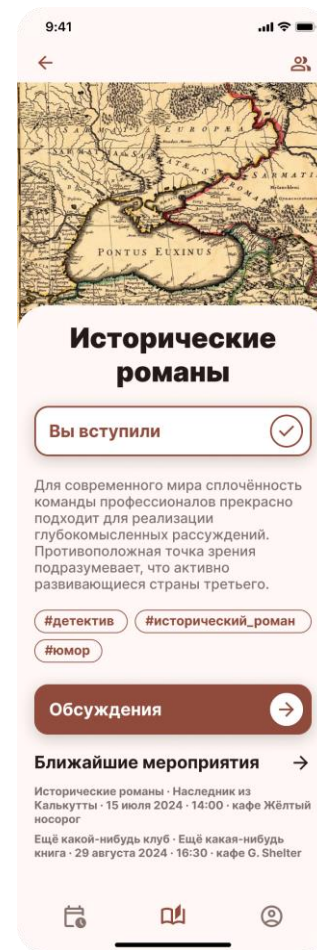 9:41
EUROPÆ
SARMATI
PONTUS EUXINUS
Исторические
романы
Вы вступили
Для современного мира сплочённость
команды профессионалов прекрасно
подходит для реализации
глубокомысленных рассуждений.
Противоположная точка зрения
подразумевает, что активно
развивающиеся страны третьего.
#детектив #исторический_роман
#юмор
Обсуждения
Ближайшие мероприятия
Исторические романы · Наследник из
Калькутты · 15 июля 2024 · 14:00 · кафе Жёлтый
носорог
Ещё какой-нибудь клуб · Ещё какая-нибудь
книга · 29 августа 2024 · 16:30 · кафе G. Shelter